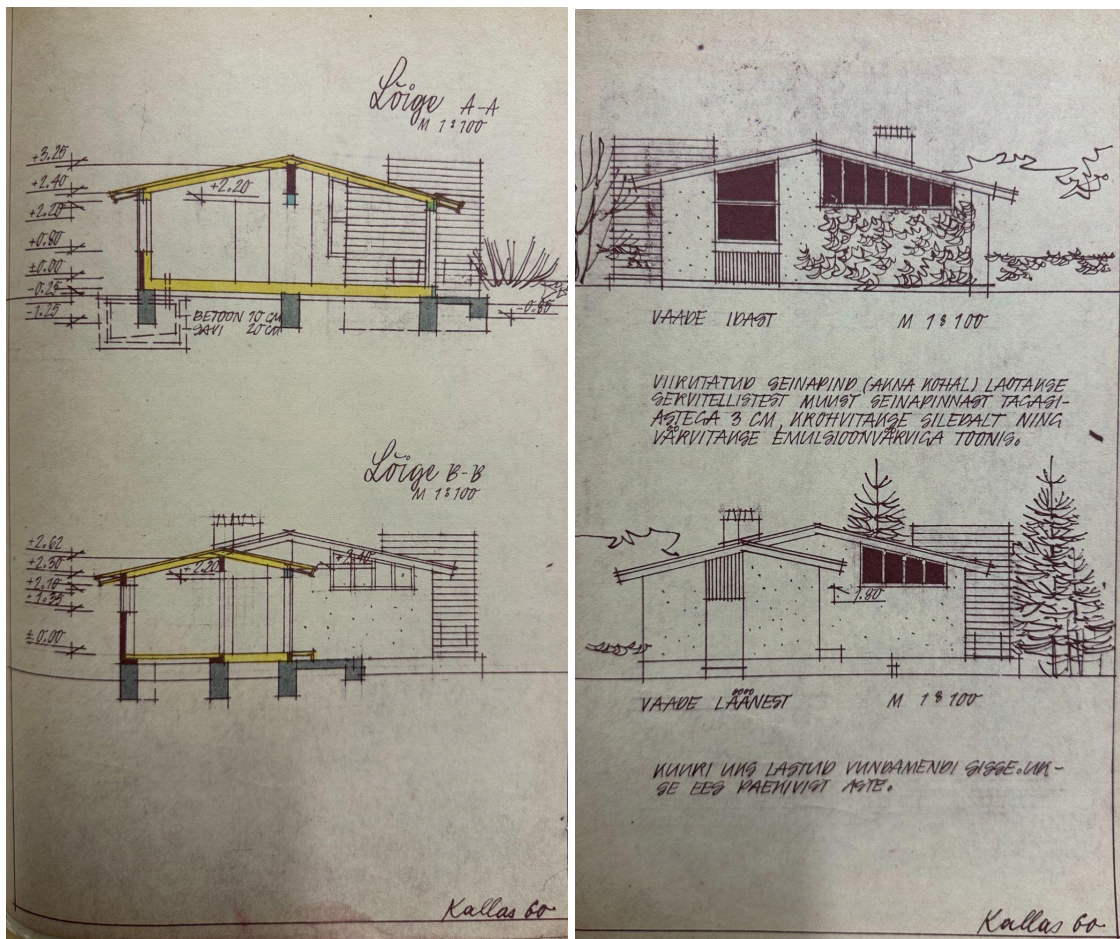 Lõige A-A
M 1:100
+3.25
+2.40
+2.20
+2.20
+0.80
±0.00
-0.25
-1.25
BETOON 10 CM
SAVI 20 CM
Lõige B-B
M 1:100
+2.62
+2.30
+2.20
+2.40
+2.10
+1.35
±0.00
Kallas 60
VAADE IDAST M 1:100
VIIRUTATUD SEINAPIND (AKNA KOHAL) LAOTAKSE
SERVITELLISTEST MUUST SEINAPINNAST TAGASI-
ASTEGA 3 CM, KROHVITAKSE SILEDALT NING
VÄRVITAKSE EMULSIOONVÄRVIGA TOONIS.
1.80
VAADE LÄÄNEST M 1:100
KUURI UKS LASTUD VUNDAMENDI SISSE. UK-
SE EES PAEKIVIST ASTE.
Kallas 60